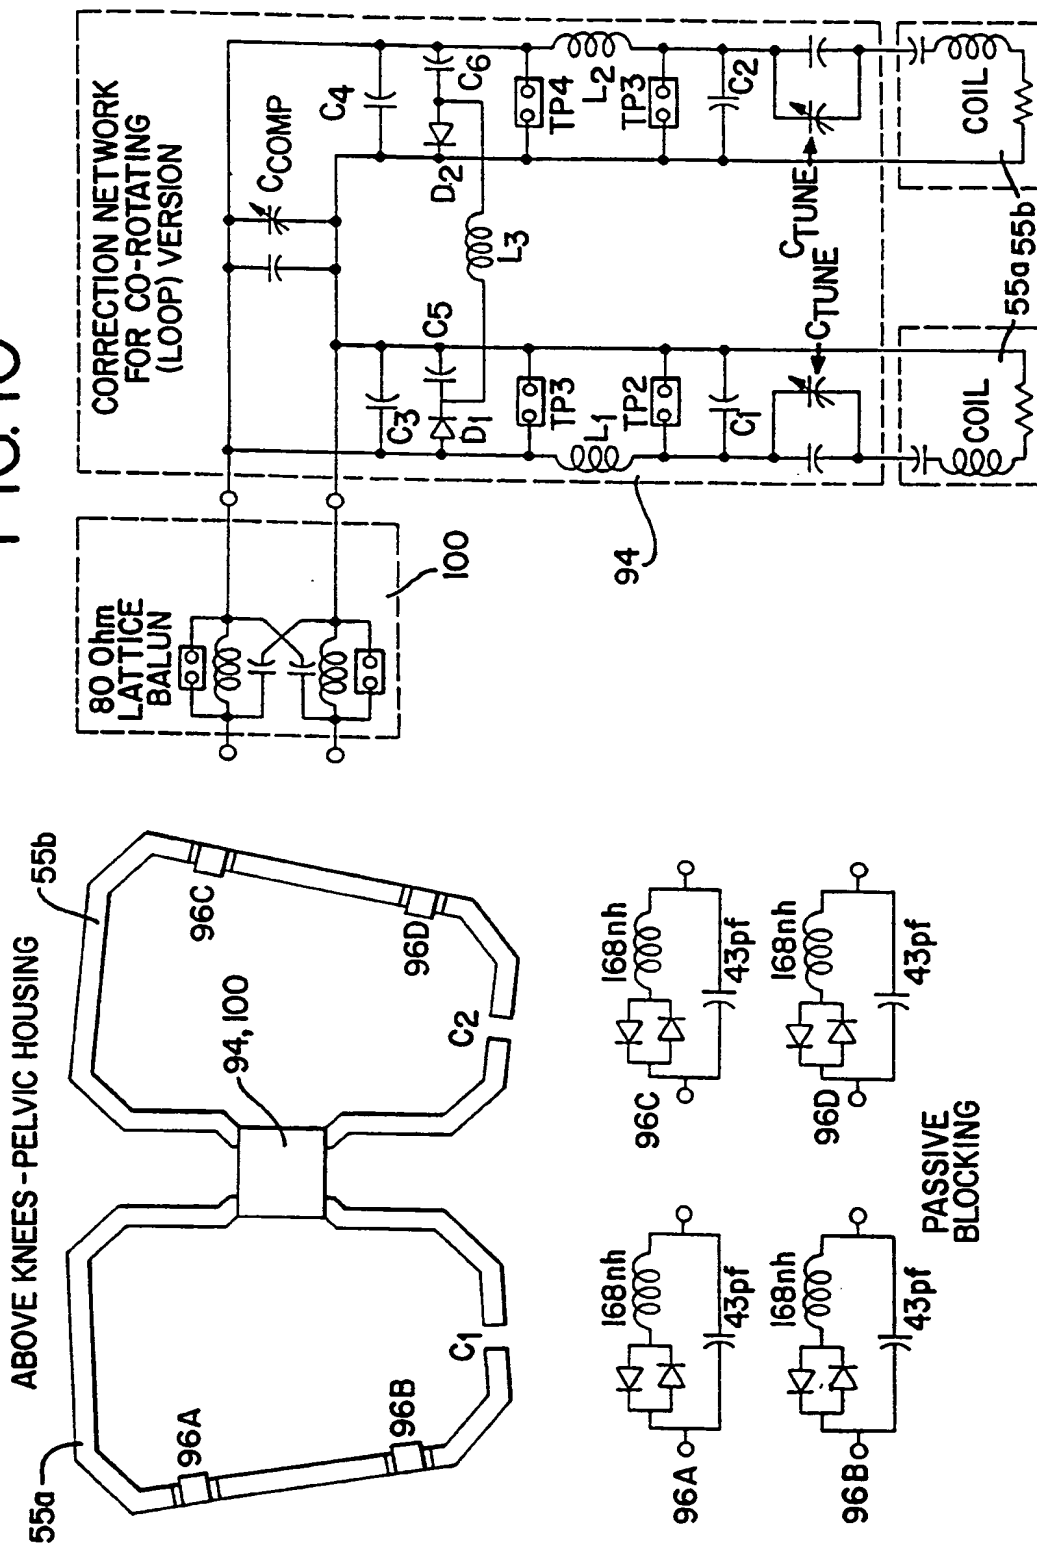 ABOVE KNEES-PELVIC HOUSING
55a
55b
96A
96B
96C
96D
94,100
C1
C2
96A
168nh
43pf
96B
168nh
43pf
96C
168nh
43pf
96D
168nh
43pf
PASSIVE
BLOCKING
80 Ohm
LATTICE
BALUN
100
CORRECTION NETWORK
FOR CO-ROTATING
(LOOP) VERSION
CCOMP
C3
C4
D1
C5
D2
C6
L3
TP3
TP4
L1
L2
TP2
TP3
C1
C2
CTUNE
CTUNE
94
COIL
COIL
55a
55b